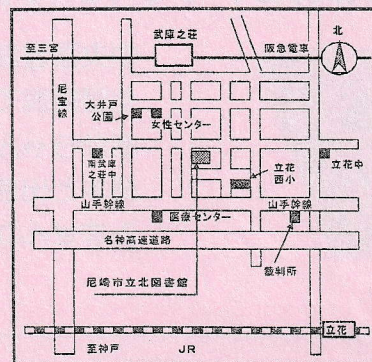 武庫之荘
北
至三宮
阪急電車
尼宝線
大井戸
公園
女性センター
南武庫
之荘中
立花
西小
立花中
山手幹線
山手幹線
医療センター
名神高速道路
裁判所
尼崎市立北図書館
立花
至神戸
JR